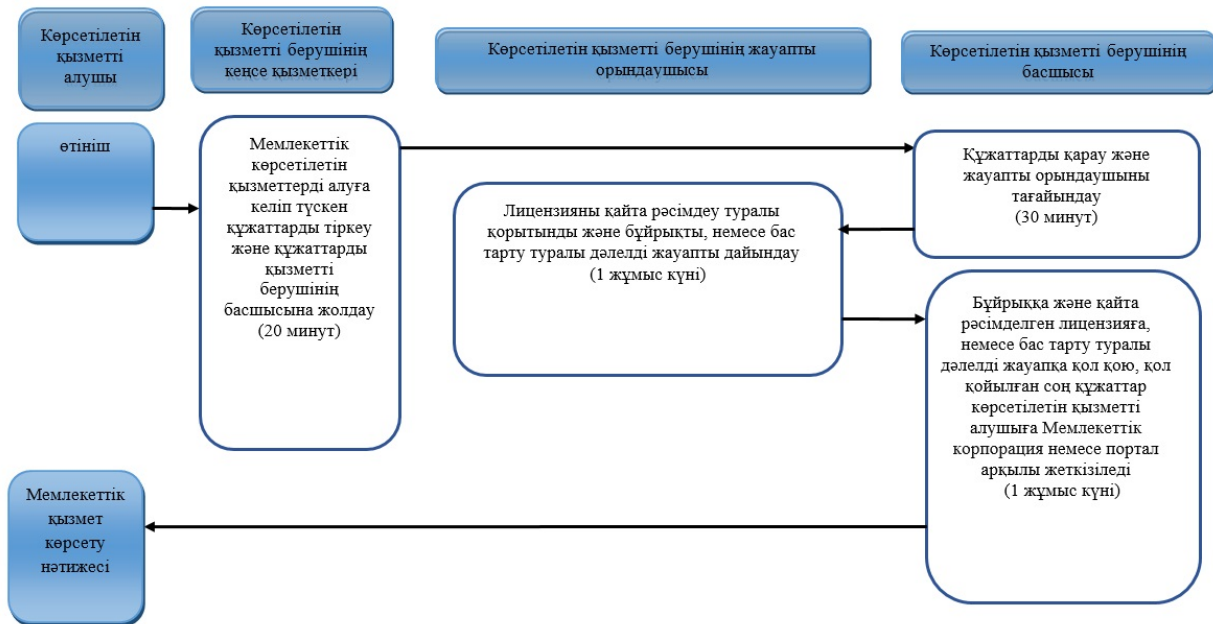 Көрсетілетін
қызметті
алушы
Көрсетілетін
қызметті берушінің
кеңсе қызметкері
Көрсетілетін қызметті берушінің жауапты
орындаушысы
Көрсетілетін қызметті берушінің
басшысы
өтініш
Мемлекеттік
көрсетілетін
қызметтерді алуға
келіп түскен
құжаттарды тіркеу
және құжаттарды
қызметті
берушінің
басшысына жолдау
(20 минут)
Құжаттарды қарау және
жауапты орындаушыны
тағайындау
(30 минут)
Лицензияны қайта рәсімдеу туралы
қорытынды және бұйрықты, немесе бас
тарту туралы дәлелді жауапты дайындау
(1 жұмыс күні)
Бұйрыққа және қайта
рәсімделген лицензияға,
немесе бас тарту туралы
дәлелді жауапқа қол қою, қол
қойылған соң құжаттар
көрсетілетін қызметті
алушыға Мемлекеттік
корпорация немесе портал
арқылы жеткізіледі
(1 жұмыс күні)
Мемлекеттік
қызмет
көрсету
нәтижесі